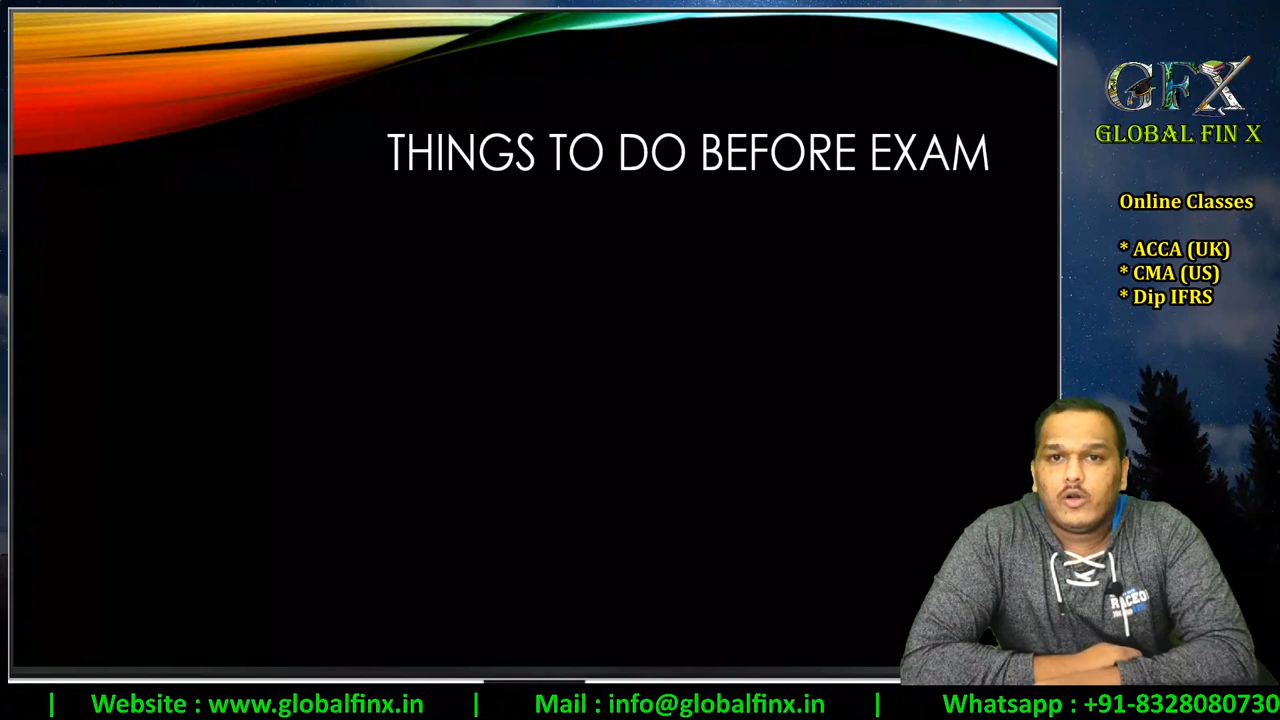 THINGS TO DO BEFORE EXAM
GFX
GLOBAL FIN X
Online Classes
* ACCA (UK)
* CMA (US)
* Dip IFRS
| Website : www.globalfinx.in | Mail : info@globalfinx.in | Whatsapp : +91-8328080730